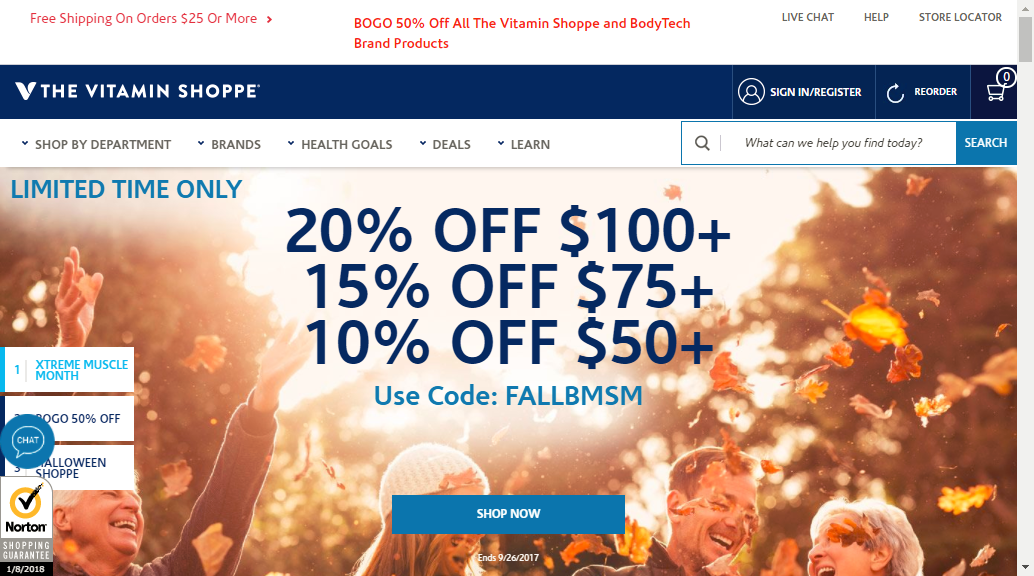 Free Shipping On Orders $25 Or More
BOGO 50% Off All The Vitamin Shoppe and BodyTech
Brand Products
LIVE CHAT
HELP
STORE LOCATOR
THE VITAMIN SHOPPE
SIGN IN/REGISTER
REORDER
0
SHOP BY DEPARTMENT
BRANDS
HEALTH GOALS
DEALS
LEARN
What can we help you find today?
SEARCH
LIMITED TIME ONLY
20% OFF $100+
15% OFF $75+
10% OFF $50+
Use Code: FALLBMSM
1
XTREME MUSCLE
MONTH
BOGO 50% OFF
CHAT
3
HALLOWEEN
SHOPPE
SHOP NOW
Ends 9/26/2017
Norton
SHOPPING
GUARANTEE
1/8/2018